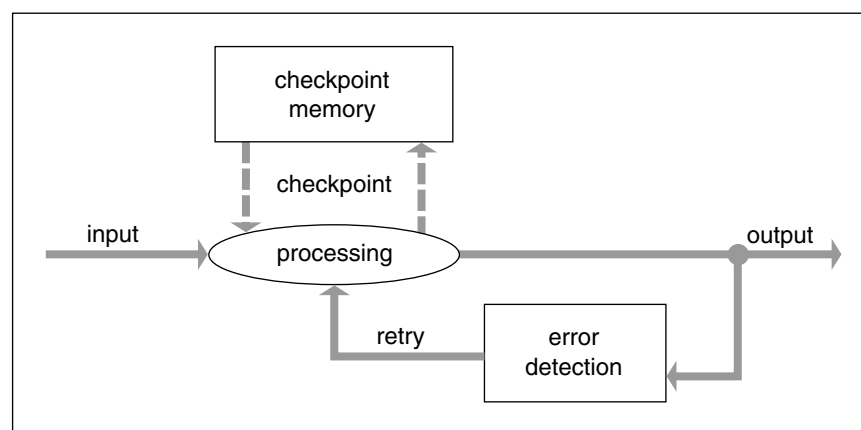 checkpoint
memory
checkpoint
input
processing
output
retry
error
detection